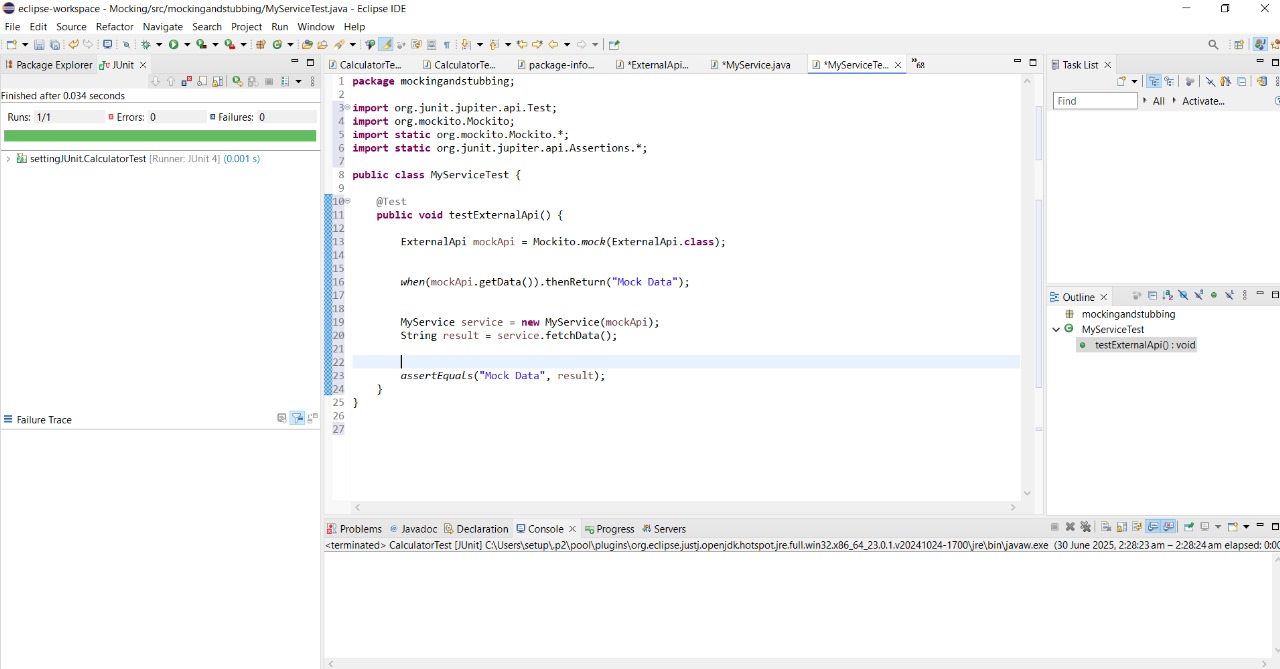 eclipse-workspace - Mocking/src/mockingandstubbing/MyServiceTest.java - Eclipse IDE
File Edit Source Refactor Navigate Search Project Run Window Help
Package Explorer JUnit
Finished after 0.034 seconds
Runs: 1/1 Errors: 0 Failures: 0
settingJUnit.CalculatorTest [Runner: JUnit 4] (0.001 s)
Failure Trace
CalculatorTe... CalculatorTe... package-info... *ExternalApi... *MyService.java *MyServiceTe... »68
1 package mockingandstubbing;
2
3 import org.junit.jupiter.api.Test;
4 import org.mockito.Mockito;
5 import static org.mockito.Mockito.*;
6 import static org.junit.jupiter.api.Assertions.*;
7
8 public class MyServiceTest {
9
10 @Test
11 public void testExternalApi() {
12
13 ExternalApi mockApi = Mockito.mock(ExternalApi.class);
14
15
16 when(mockApi.getData()).thenReturn("Mock Data");
17
18
19 MyService service = new MyService(mockApi);
20 String result = service.fetchData();
21
22
23 assertEquals("Mock Data", result);
24 }
25 }
26
27
Task List
Find All Activate...
Outline
mockingandstubbing
MyServiceTest
testExternalApi() : void
Problems Javadoc Declaration Console Progress Servers
<terminated> CalculatorTest [JUnit] C:\Users\setup\.p2\pool\plugins\org.eclipse.justj.openjdk.hotspot.jre.full.win32.x86_64_23.0.1.v20241024-1700\jre\bin\javaw.exe (30 June 2025, 2:28:23 am – 2:28:24 am elapsed: 0:00